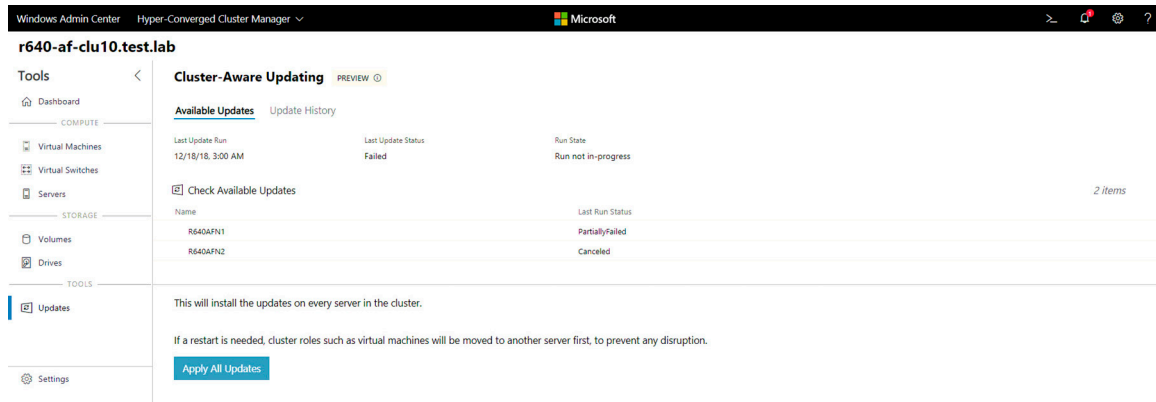 Windows Admin Center Hyper-Converged Cluster Manager Microsoft ?
r640-af-clu10.test.lab
Tools
Dashboard
COMPUTE
Virtual Machines
Virtual Switches
Servers
STORAGE
Volumes
Drives
TOOLS
Updates
Settings
Cluster-Aware Updating PREVIEW
Available Updates Update History
Last Update Run Last Update Status Run State
12/18/18, 3:00 AM Failed Run not in-progress
Check Available Updates 2 items
Name Last Run Status
R640AFN1 PartiallyFailed
R640AFN2 Canceled
This will install the updates on every server in the cluster.
If a restart is needed, cluster roles such as virtual machines will be moved to another server first, to prevent any disruption.
Apply All Updates